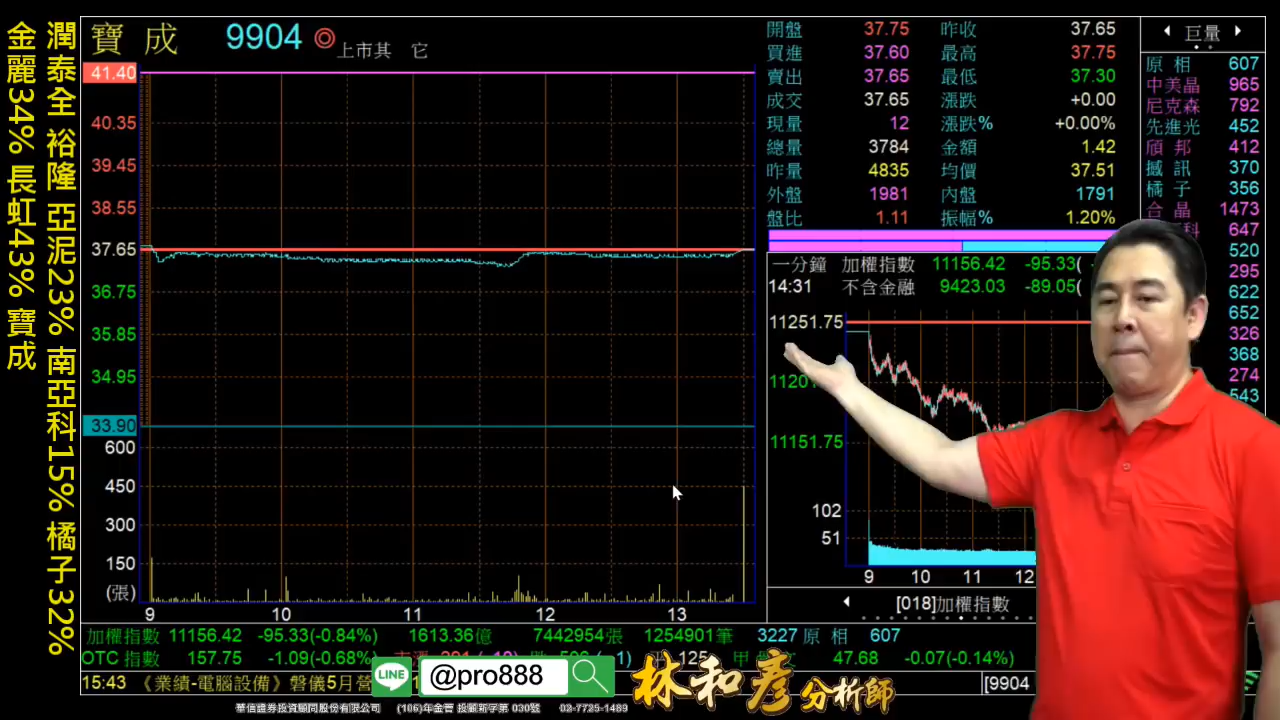 潤泰全 裕隆 亞泥23% 南亞科15% 橘子32%
金麗34% 長虹43% 寶成
寶成 9904 ◎上市其 它
41.40
40.35
39.45
38.55
37.65
36.75
35.85
34.95
33.90
600
450
300
150
(張)
9 10 11 12 13
開盤 37.75 昨收 37.65
買進 37.60 最高 37.75
賣出 37.65 最低 37.30
成交 37.65 漲跌 +0.00
現量 12 漲跌% +0.00%
總量 3784 金額 1.42
昨量 4835 均價 37.51
外盤 1981 內盤 1791
盤比 1.11 振幅% 1.20%
巨量
原相 607
中美晶 965
尼克森 792
先進光 452
頎邦 412
撼訊 370
橘子 356
合晶 1473
科 647
520
295
622
652
326
368
274
543
一分鐘 加權指數 11156.42 -95.33(
14:31 不含金融 9423.03 -89.05(
11251.75
1120
11151.75
102
51
9 10 11 12
[018]加權指數
加權指數 11156.42 -95.33(-0.84%) 1613.36億 7442954張 1254901筆 3227 原相 607
OTC 指數 157.75 -1.09(-0.68%) 125 47.68 -0.07(-0.14%)
15:43 《業績-電腦設備》磐儀5月營
[9904
LINE @pro888
林和彥分析師
華信證券投資顧問股份有限公司 (106)年金管 投顧新字第 030號 02-7725-1489